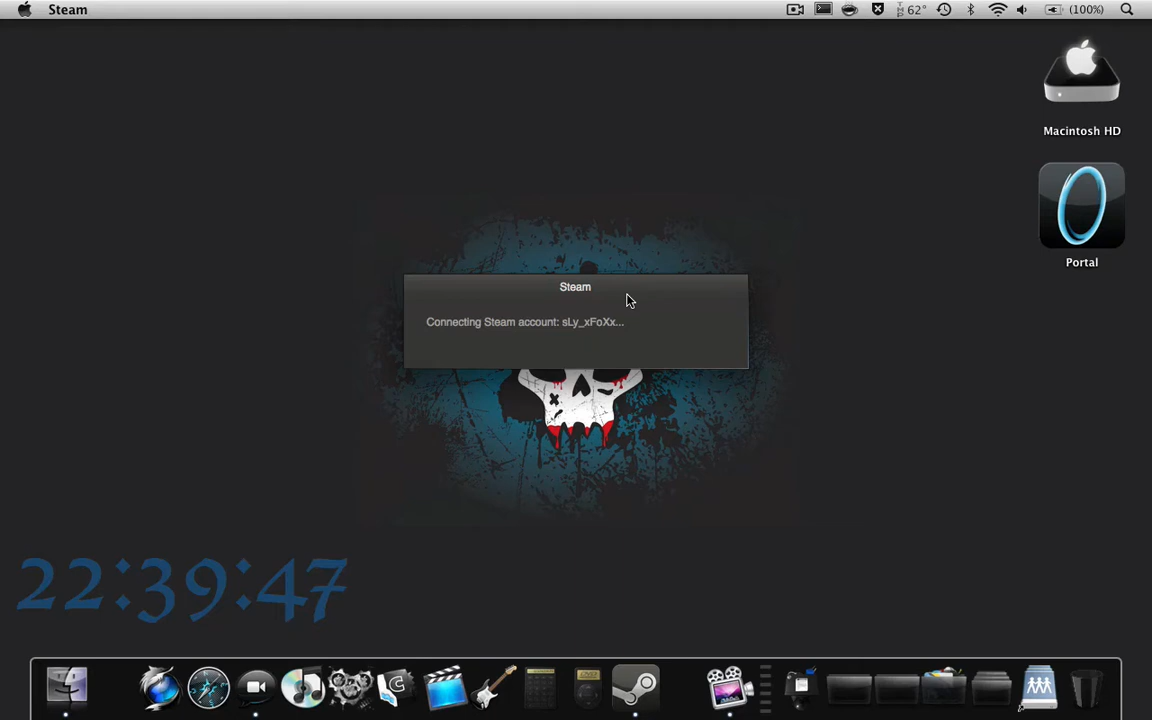 Steam
62°
(100%)
Macintosh HD
Portal
Steam
Connecting Steam account: sLy_xFoXx...
22:39:47